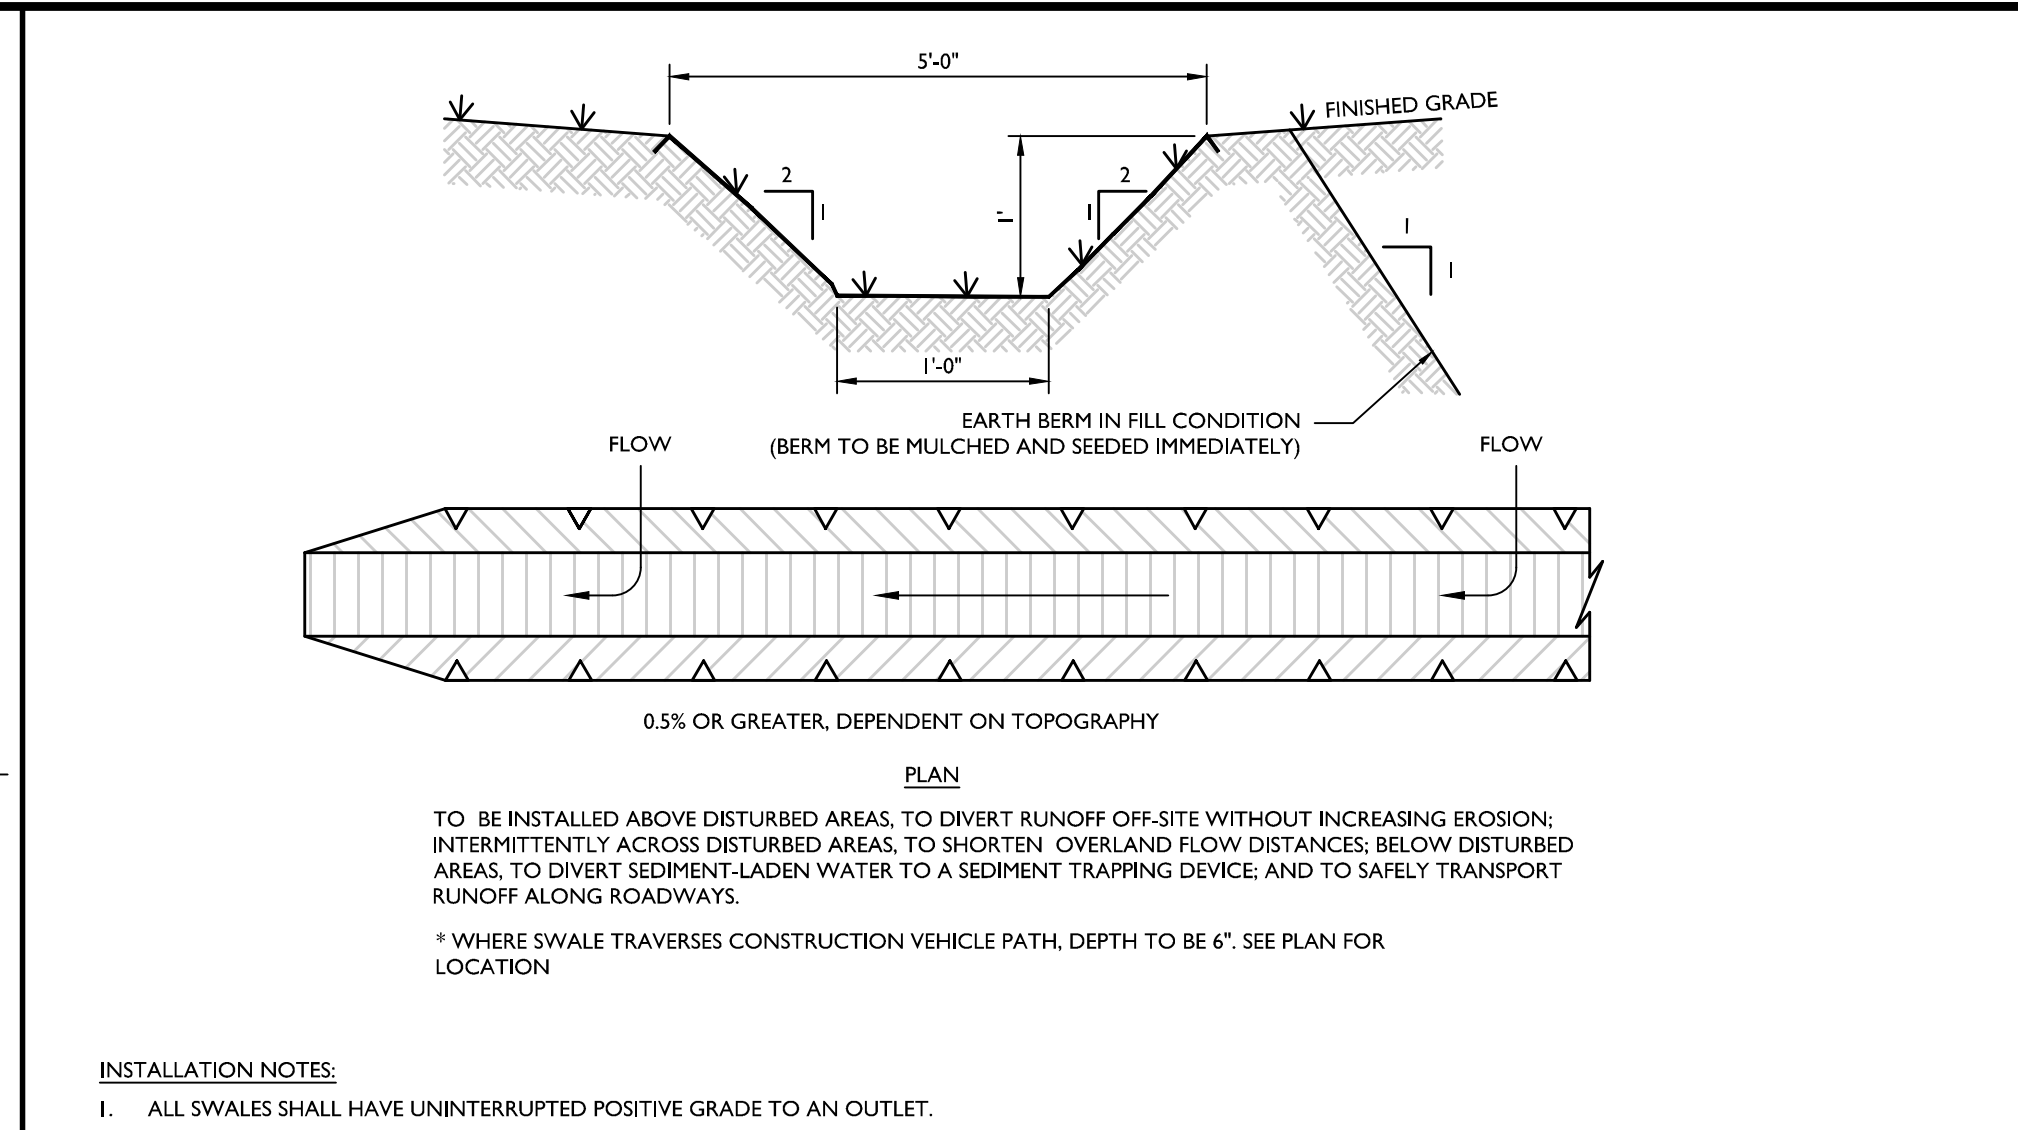 5'-0"
FINISHED GRADE
2
1
2
1
1'
1
1
1'-0"
EARTH BERM IN FILL CONDITION
(BERM TO BE MULCHED AND SEEDED IMMEDIATELY)
FLOW
FLOW
0.5% OR GREATER, DEPENDENT ON TOPOGRAPHY
PLAN
TO BE INSTALLED ABOVE DISTURBED AREAS, TO DIVERT RUNOFF OFF-SITE WITHOUT INCREASING EROSION;
INTERMITTENTLY ACROSS DISTURBED AREAS, TO SHORTEN OVERLAND FLOW DISTANCES; BELOW DISTURBED
AREAS, TO DIVERT SEDIMENT-LADEN WATER TO A SEDIMENT TRAPPING DEVICE; AND TO SAFELY TRANSPORT
RUNOFF ALONG ROADWAYS.
* WHERE SWALE TRAVERSES CONSTRUCTION VEHICLE PATH, DEPTH TO BE 6". SEE PLAN FOR
LOCATION
INSTALLATION NOTES:
1. ALL SWALES SHALL HAVE UNINTERRUPTED POSITIVE GRADE TO AN OUTLET.